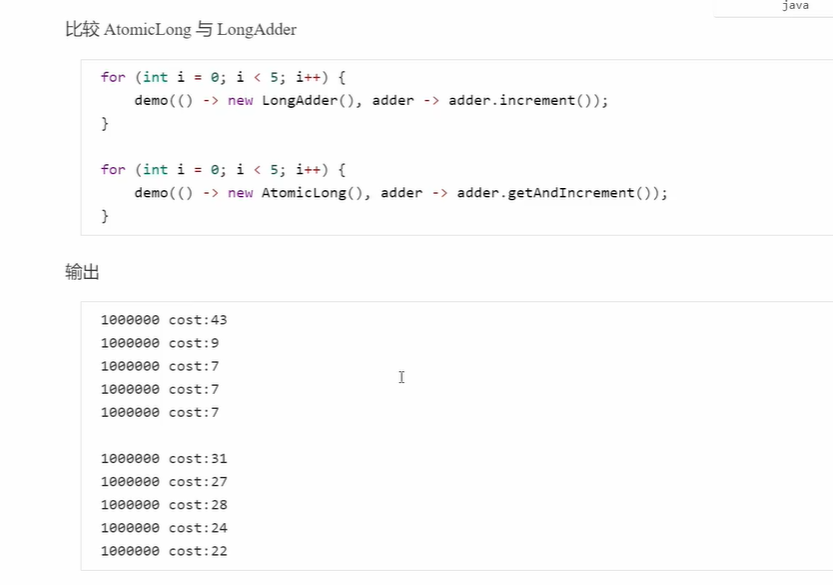 java
比较 AtomicLong 与 LongAdder
for (int i = 0; i < 5; i++) {
    demo(() -> new LongAdder(), adder -> adder.increment());
}
for (int i = 0; i < 5; i++) {
    demo(() -> new AtomicLong(), adder -> adder.getAndIncrement());
}
输出
1000000 cost:43
1000000 cost:9
1000000 cost:7
1000000 cost:7
1000000 cost:7
1000000 cost:31
1000000 cost:27
1000000 cost:28
1000000 cost:24
1000000 cost:22